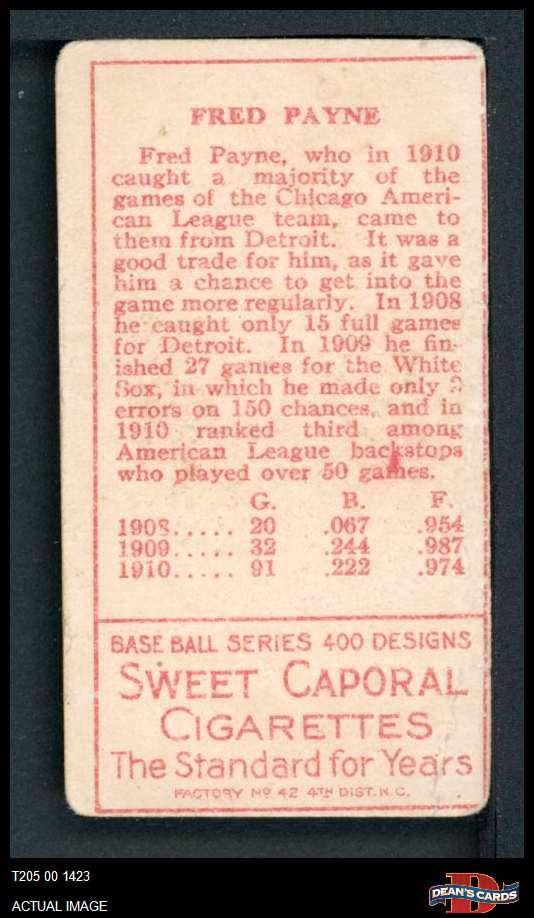 FRED PAYNE
Fred Payne, who in 1910
caught a majority of the
games of the Chicago Ameri-
can League team, came to
them from Detroit. It was a
good trade for him, as it gave
him a chance to get into the
game more regularly. In 1908
he caught only 15 full games
for Detroit. In 1909 he fin-
ished 27 games for the White
Sox, in which he made only
errors on 150 chances, and in
1910 ranked third among
American League backstops
who played over 50 games.
G. B. F.
1908..... 20 .067 .954
1909..... 32 .244 .987
1910..... 91 .222 .974
BASE BALL SERIES 400 DESIGNS
SWEET CAPORAL
CIGARETTES
The Standard for Years
FACTORY NO 42 4TH DIST. N.C.
T205 00 1423
ACTUAL IMAGE
DEAN'S CARDS